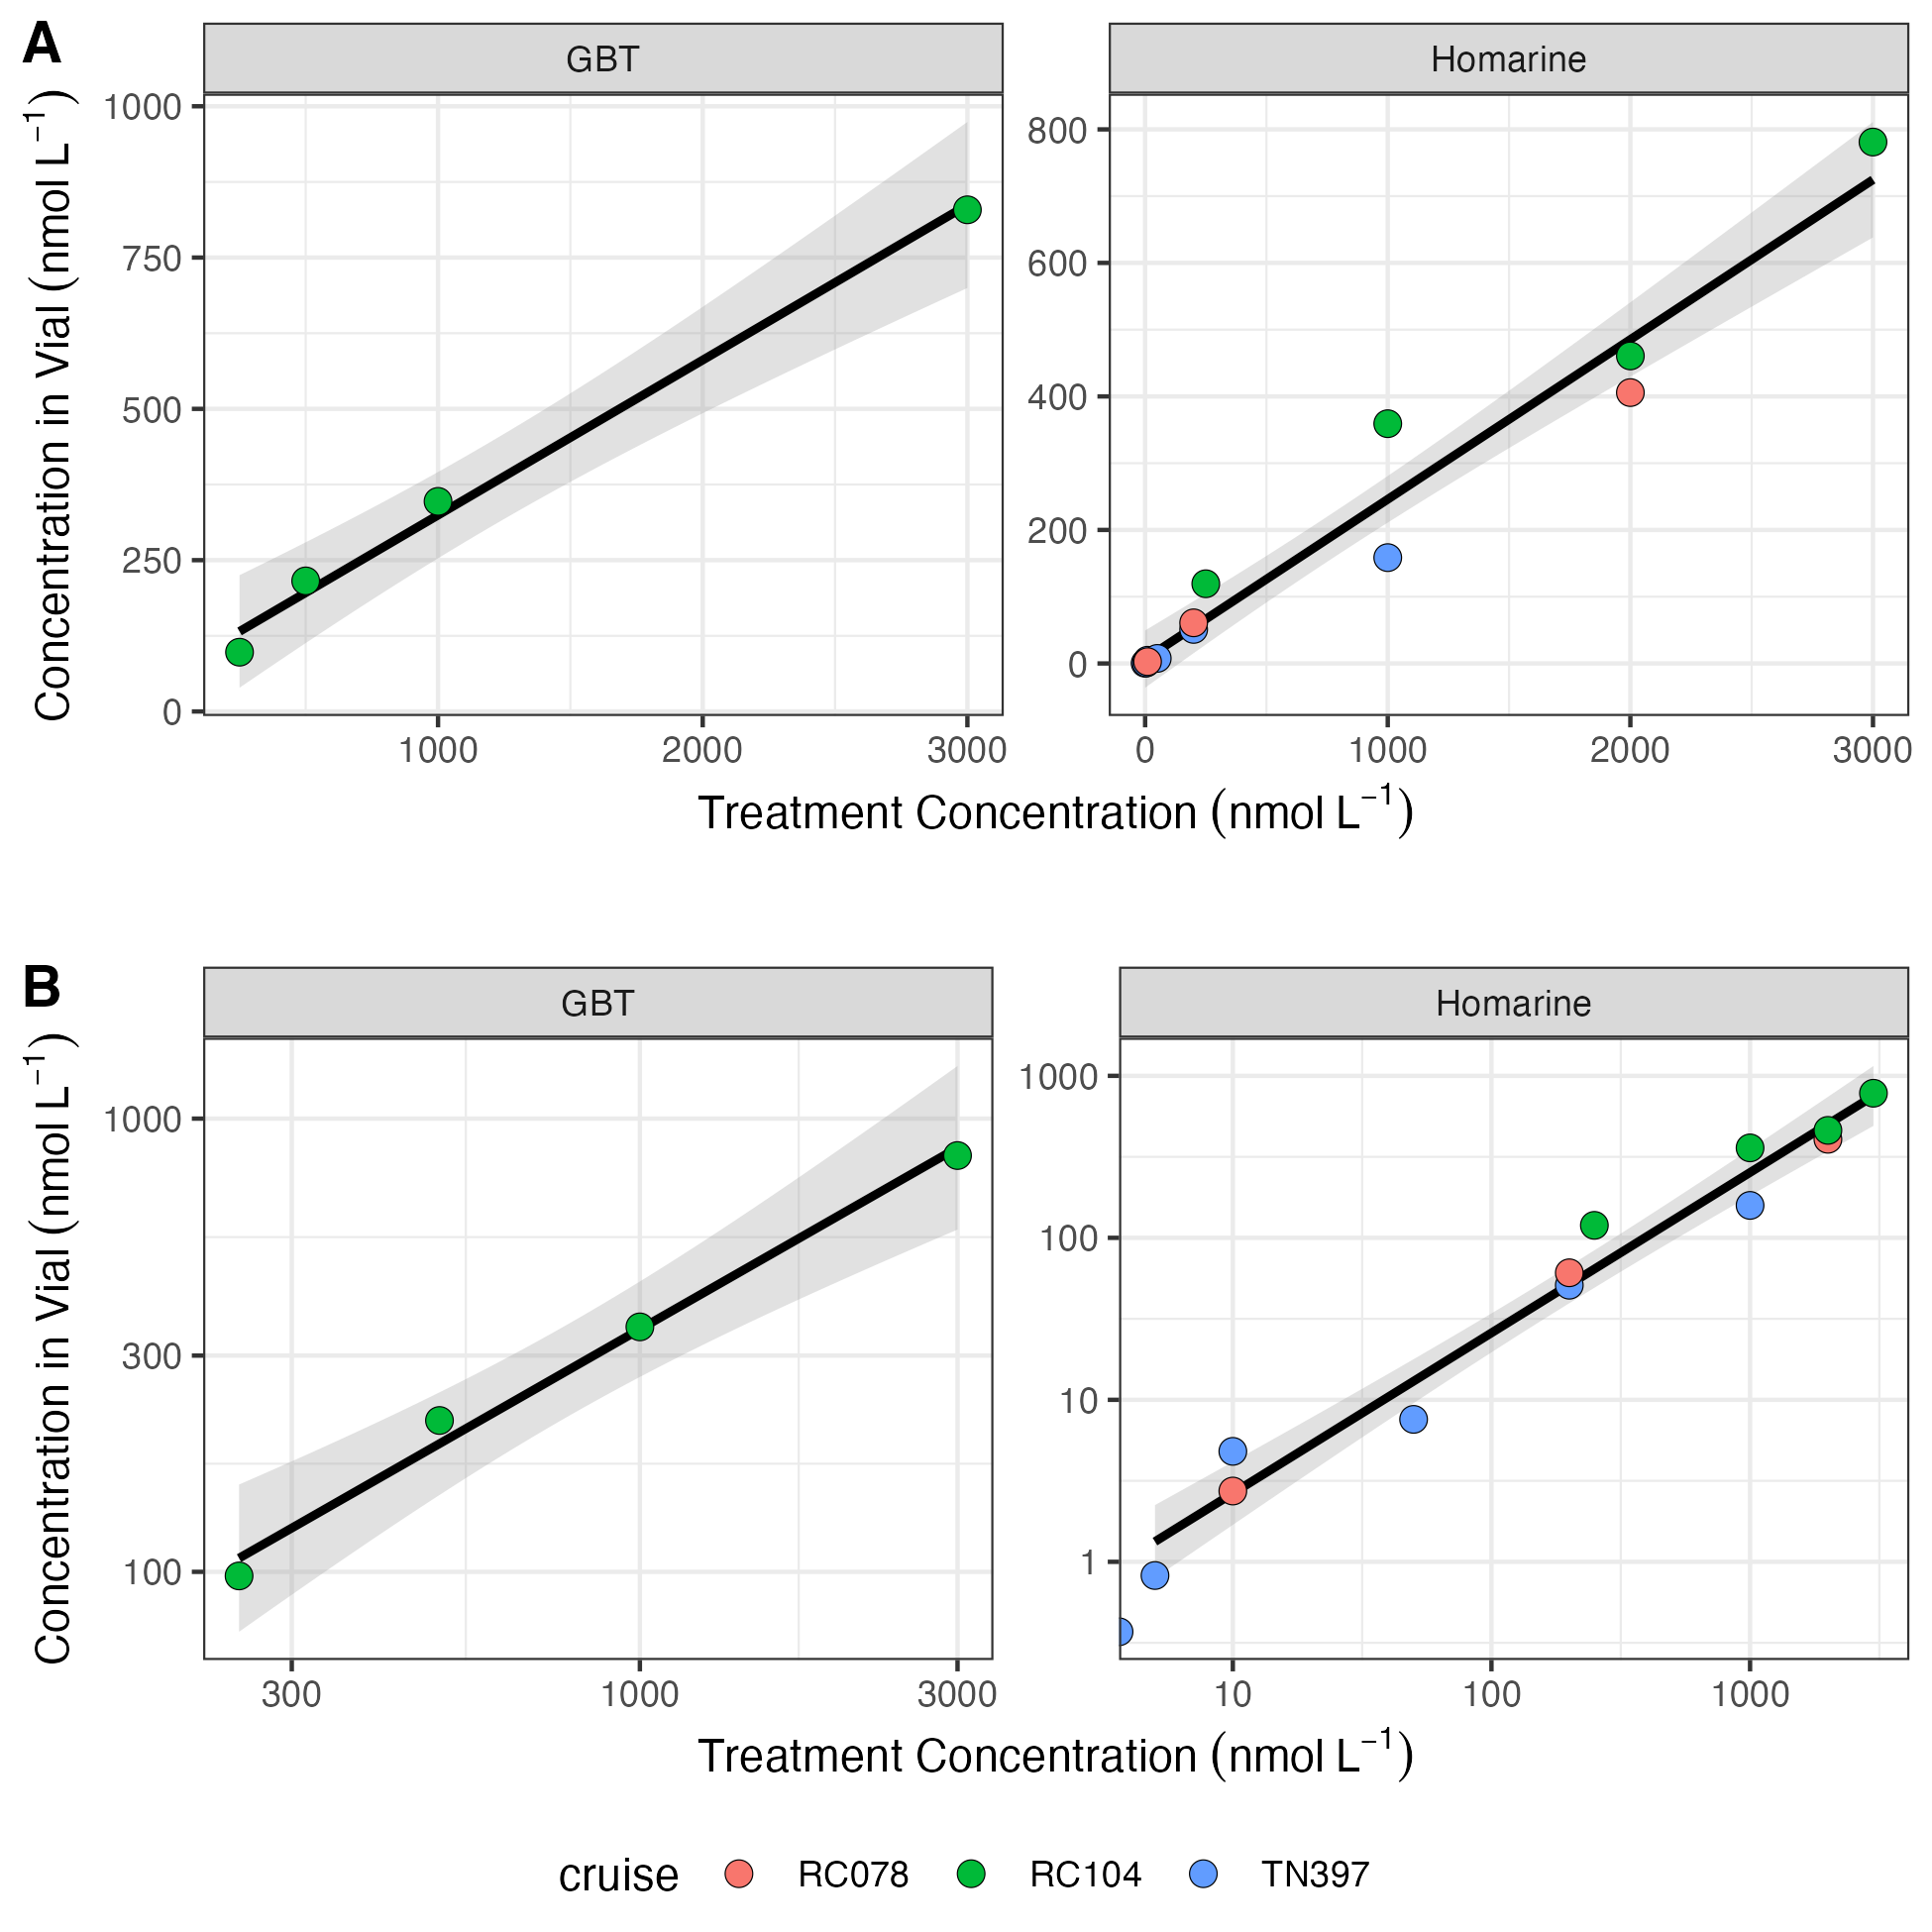 A
GBT
Homarine
Concentration in Vial (nmol L⁻¹)
1000
750
500
250
0
800
600
400
200
0
1000
2000
3000
0
1000
2000
3000
Treatment Concentration (nmol L⁻¹)
B
GBT
Homarine
Concentration in Vial (nmol L⁻¹)
1000
300
100
1000
100
10
1
300
1000
3000
10
100
1000
Treatment Concentration (nmol L⁻¹)
cruise RC078 RC104 TN397